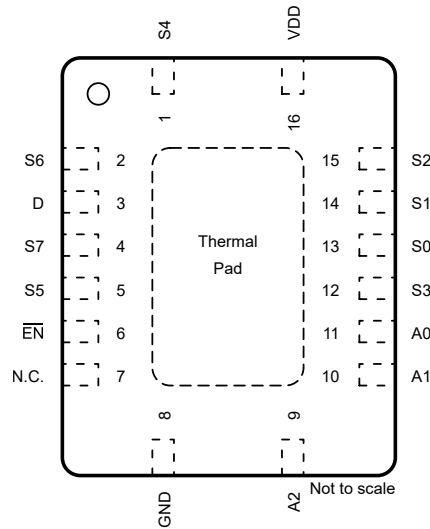 S4
VDD
1
16
S6 2
15 S2
D 3
14 S1
S7 4
13 S0
Thermal
Pad
S5 5
12 S3
EN 6
11 A0
N.C. 7
10 A1
8
9
GND
A2
Not to scale